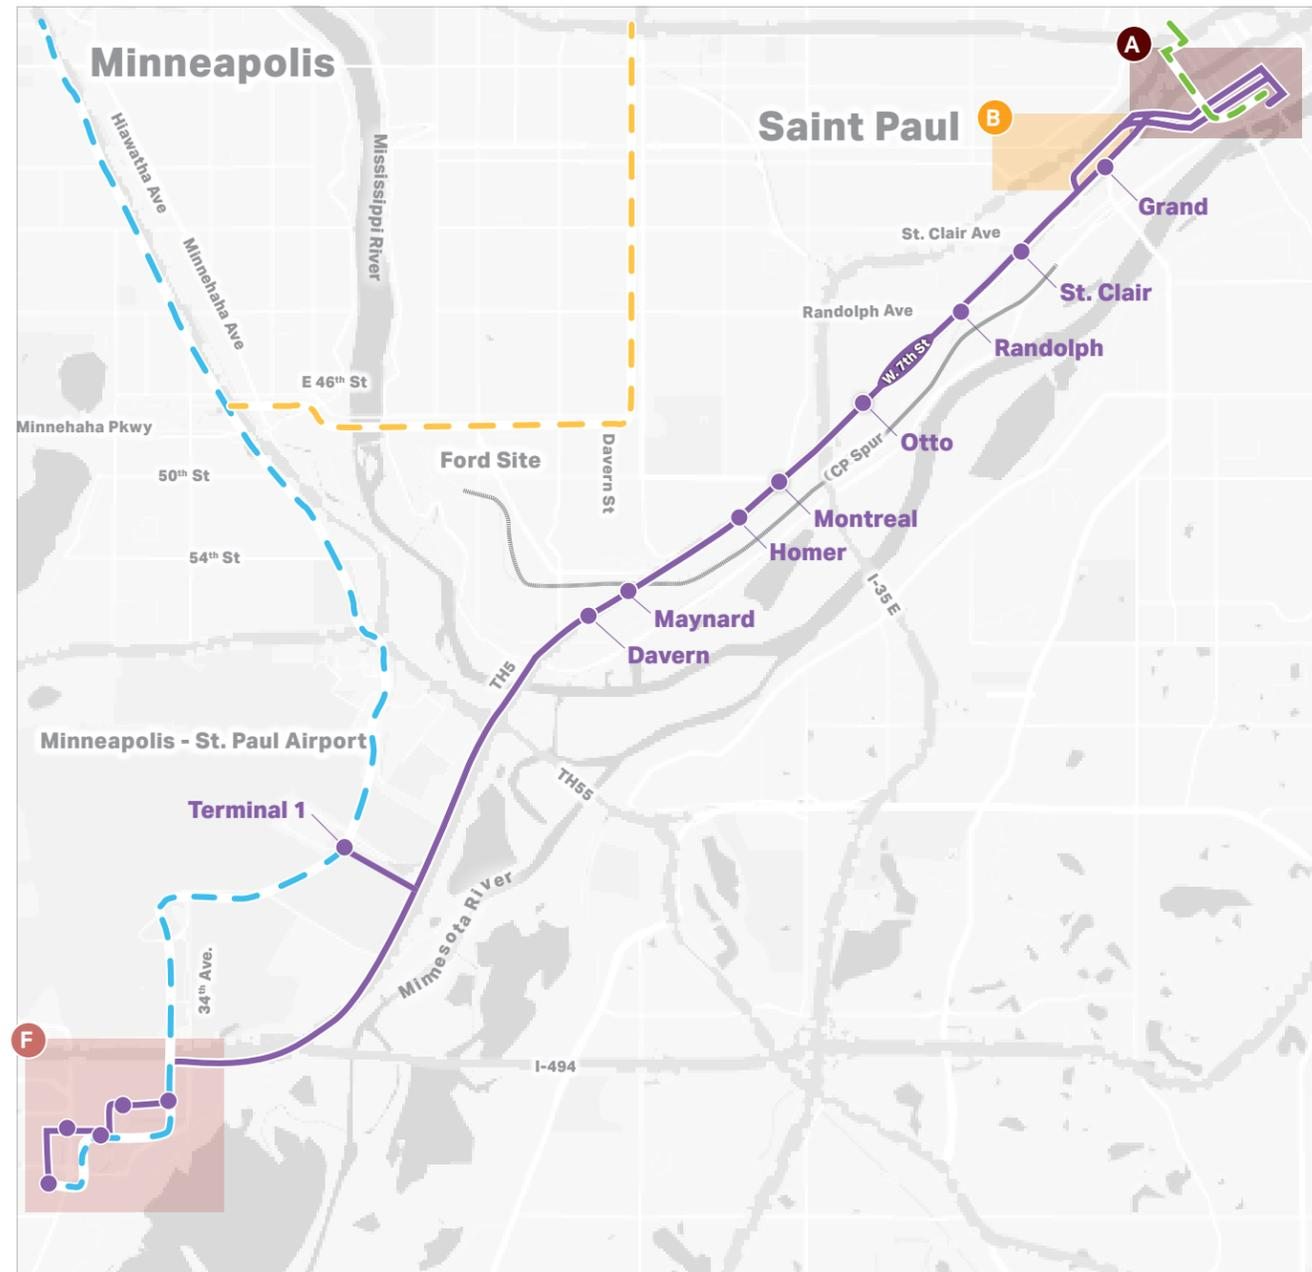 Minneapolis
A
Saint Paul
B
Hiawatha Ave
Mississippi River
Grand
St. Clair Ave
Minnehaha Ave
St. Clair
Randolph Ave
Randolph
W. 7th St
E 46th St
Minnehaha Pkwy
Otto
Ford Site
Davern St
CP Spur
50th St
Montreal
Homer
54th St
I-35 E
Maynard
Davern
TH5
Minneapolis - St. Paul Airport
TH55
Terminal 1
Minnesota River
34th Ave.
F
I-494